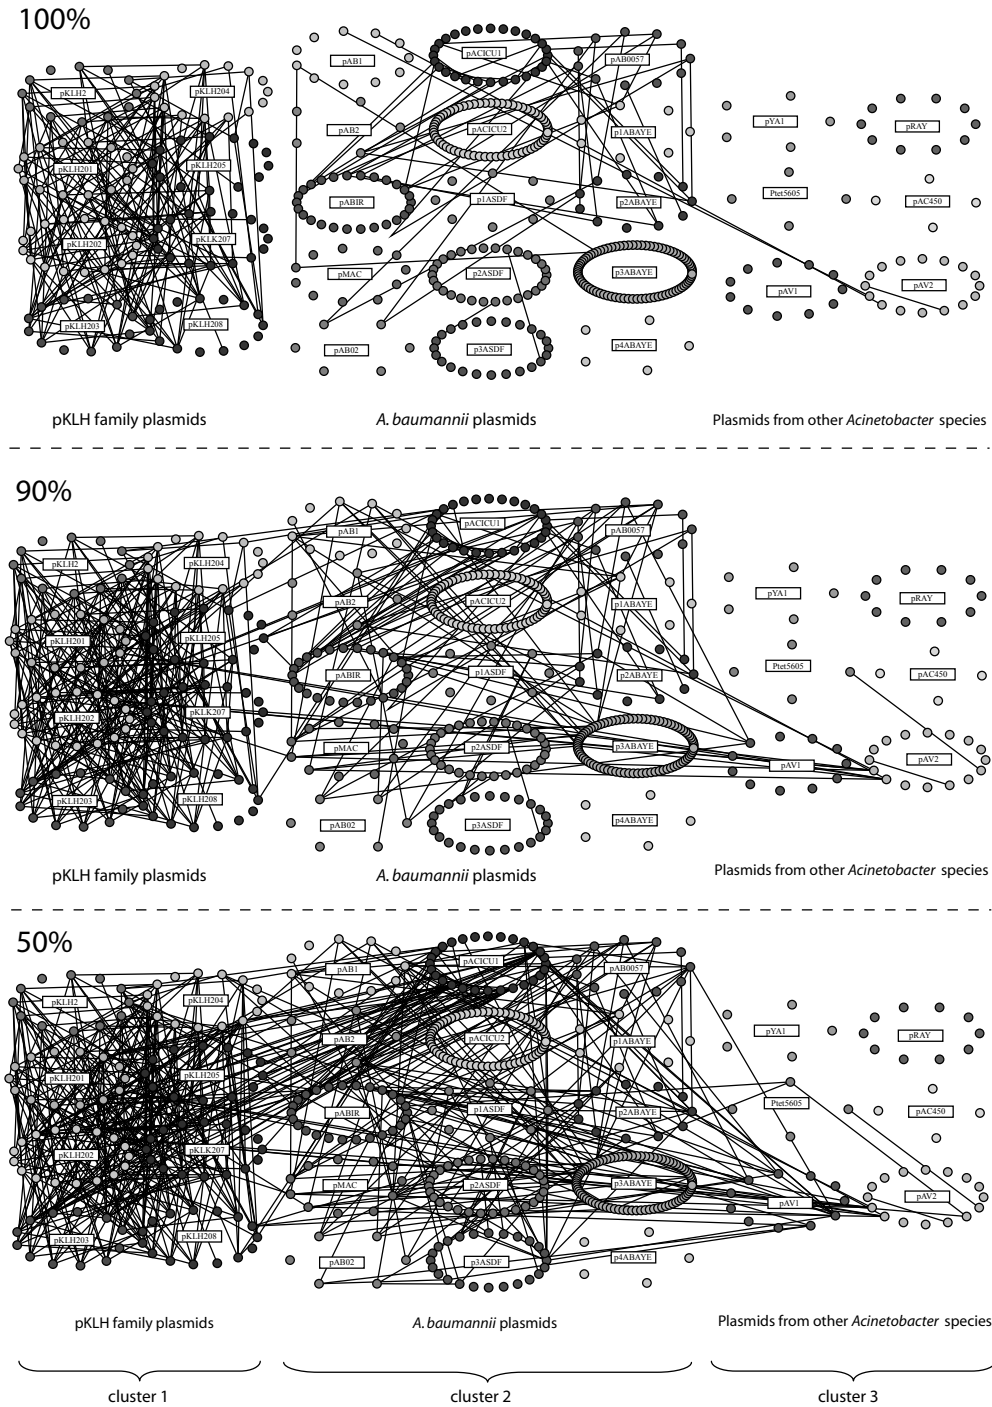 100%
pKLH2
pKLH204
pKLH201
pKLH205
pKLH202
pKLK207
pKLH203
pKLH208
pAB1
pACICU1
pAB0057
pAB2
pACICU2
p1ABAYE
pABIR
p1ASDF
p2ABAYE
pMAC
p2ASDF
p3ABAYE
pAB02
p3ASDF
p4ABAYE
pYA1
pRAY
Ptet5605
pAC450
pAV1
pAV2
pKLH family plasmids
A. baumannii plasmids
Plasmids from other Acinetobacter species
90%
pKLH2
pKLH204
pKLH201
pKLH205
pKLH202
pKLK207
pKLH203
pKLH208
pAB1
pACICU1
pAB0057
pAB2
pACICU2
p1ABAYE
pABIR
p1ASDF
p2ABAYE
pMAC
p2ASDF
p3ABAYE
pAB02
p3ASDF
p4ABAYE
pYA1
pRAY
Ptet5605
pAC450
pAV1
pAV2
pKLH family plasmids
A. baumannii plasmids
Plasmids from other Acinetobacter species
50%
pKLH2
pKLH204
pKLH201
pKLH205
pKLH202
pKLK207
pKLH203
pKLH208
pAB1
pACICU1
pAB0057
pAB2
pACICU2
p1ABAYE
pABIR
p1ASDF
p2ABAYE
pMAC
p2ASDF
p3ABAYE
pAB02
p3ASDF
p4ABAYE
pYA1
pRAY
Ptet5605
pAC450
pAV1
pAV2
pKLH family plasmids
A. baumannii plasmids
Plasmids from other Acinetobacter species
cluster 1
cluster 2
cluster 3